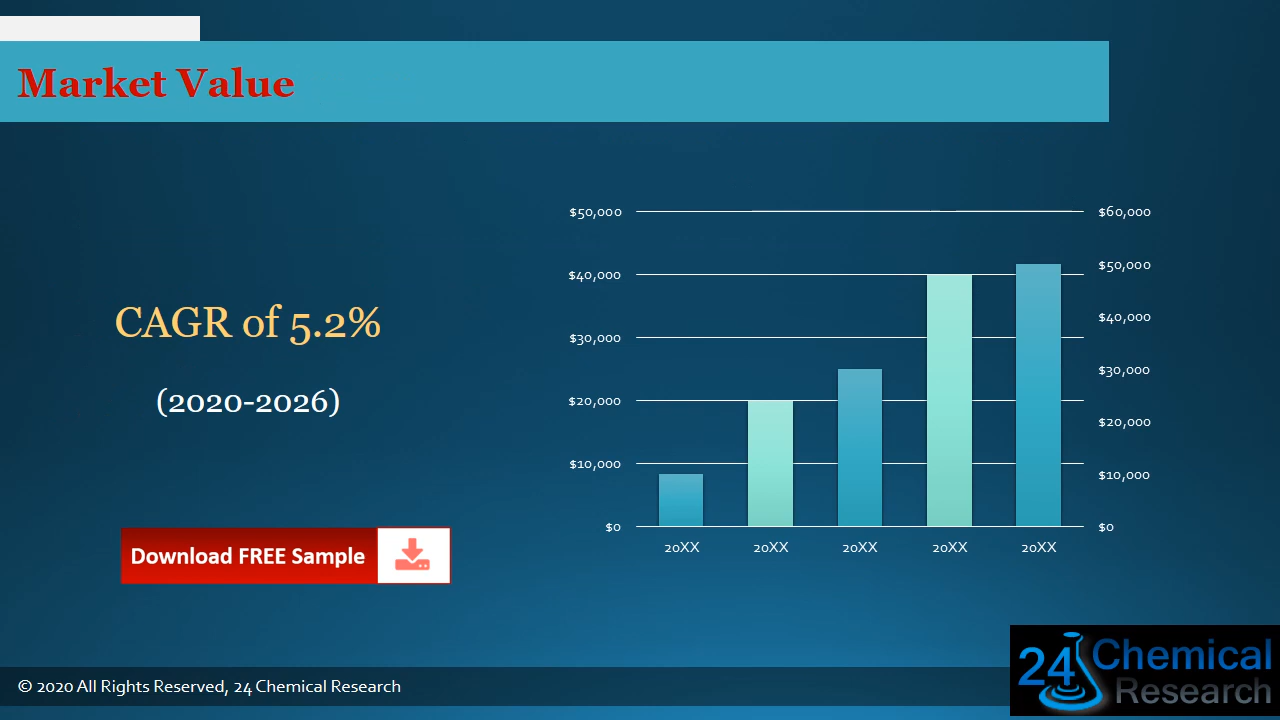 Market Value
CAGR of 5.2%
(2020-2026)
Download FREE Sample
$50,000
$40,000
$30,000
$20,000
$10,000
$0
$60,000
$50,000
$40,000
$30,000
$20,000
$10,000
$0
20XX 20XX 20XX 20XX 20XX
© 2020 All Rights Reserved, 24 Chemical Research
24 Chemical
Research